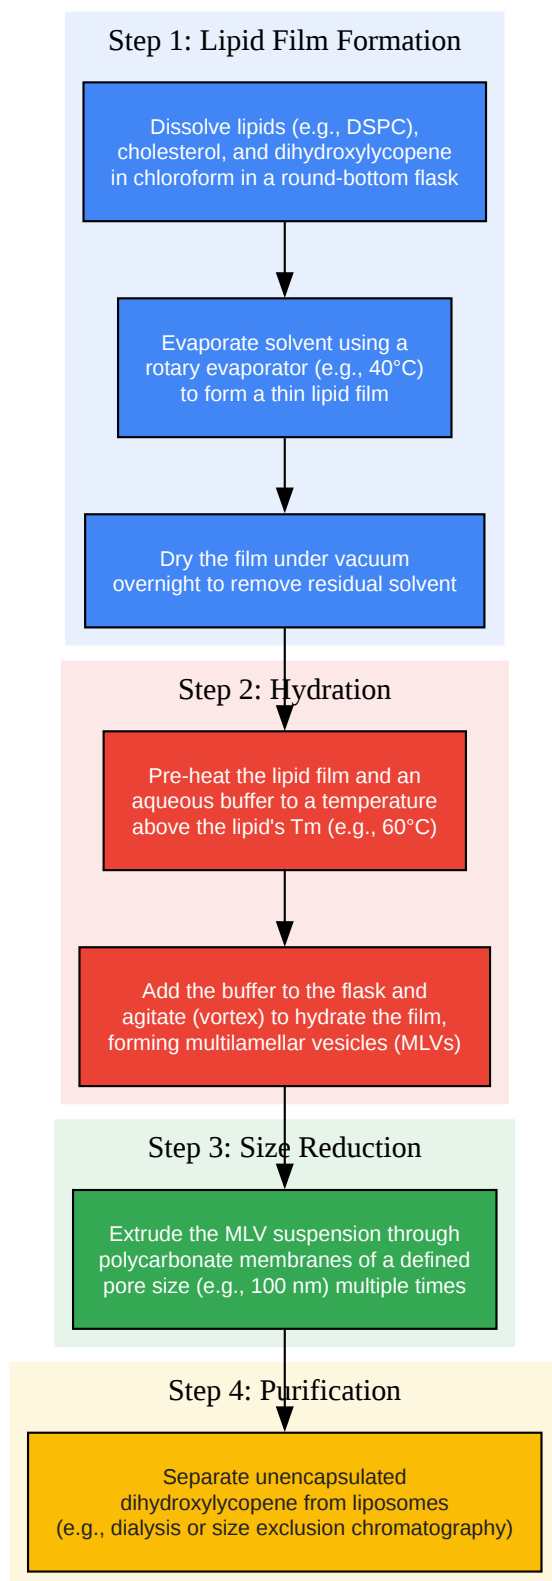 Step 1: Lipid Film Formation
Dissolve lipids (e.g., DSPC),
cholesterol, and dihydroxylycopene
in chloroform in a round-bottom flask
Evaporate solvent using a
rotary evaporator (e.g., 40°C)
to form a thin lipid film
Dry the film under vacuum
overnight to remove residual solvent
Step 2: Hydration
Pre-heat the lipid film and an
aqueous buffer to a temperature
above the lipid's Tm (e.g., 60°C)
Add the buffer to the flask and
agitate (vortex) to hydrate the film,
forming multilamellar vesicles (MLVs)
Step 3: Size Reduction
Extrude the MLV suspension through
polycarbonate membranes of a defined
pore size (e.g., 100 nm) multiple times
Step 4: Purification
Separate unencapsulated
dihydroxylycopene from liposomes
(e.g., dialysis or size exclusion chromatography)